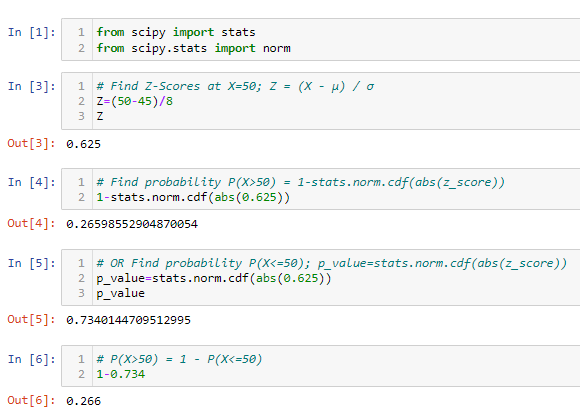 In [1]: 1 from scipy import stats
2 from scipy.stats import norm
In [3]: 1 # Find Z-Scores at X=50; Z = (X - μ) / σ
2 Z=(50-45)/8
3 Z
Out[3]: 0.625
In [4]: 1 # Find probability P(X>50) = 1-stats.norm.cdf(abs(z_score))
2 1-stats.norm.cdf(abs(0.625))
Out[4]: 0.26598552904870054
In [5]: 1 # OR Find probability P(X<=50); p_value=stats.norm.cdf(abs(z_score))
2 p_value=stats.norm.cdf(abs(0.625))
3 p_value
Out[5]: 0.7340144709512995
In [6]: 1 # P(X>50) = 1 - P(X<=50)
2 1-0.734
Out[6]: 0.266